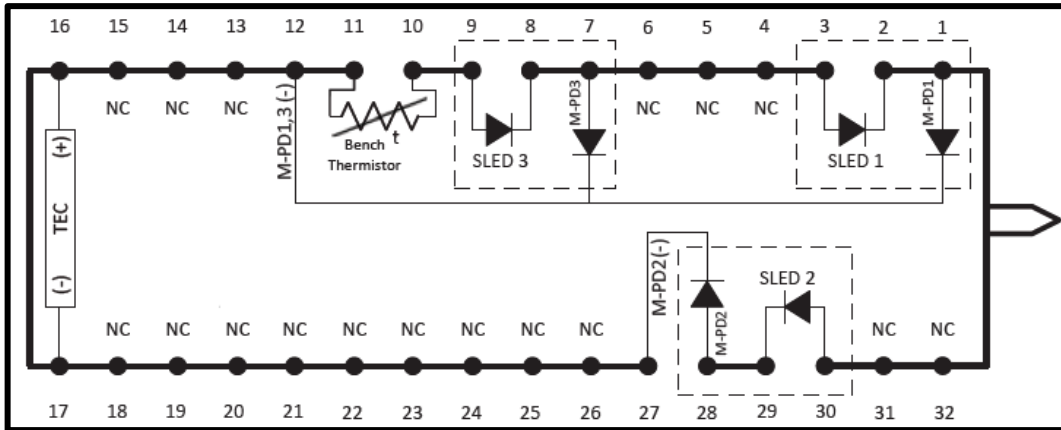 16 15 14 13 12 11 10 9 8 7 6 5 4 3 2 1
NC NC NC NC NC NC
M-PD1,3 (-)
M-PD3
M-PD1
t
Bench
Thermistor
SLED 3
SLED 1
(+)
TEC
(-)
M-PD2(-)
SLED 2
M-PD2
NC NC NC NC NC NC NC NC NC NC NC
17 18 19 20 21 22 23 24 25 26 27 28 29 30 31 32